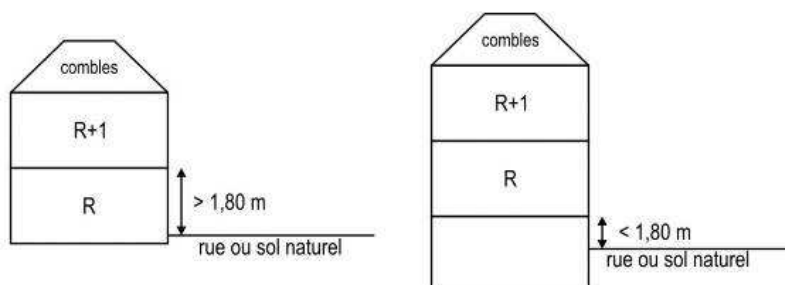 combles
R+1
R
> 1,80 m
rue ou sol naturel
combles
R+1
R
< 1,80 m
rue ou sol naturel